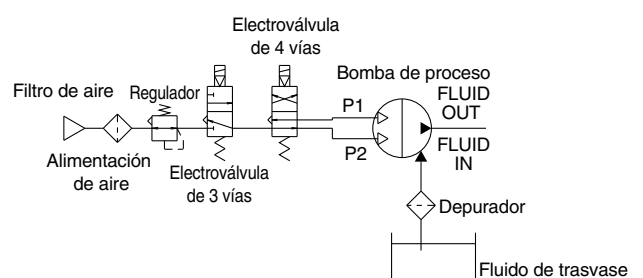 Electroválvula
de 4 vías
Bomba de proceso
Filtro de aire
Regulador
P1
FLUID
OUT
P2
FLUID
IN
Alimentación
de aire
Electroválvula
de 3 vías
Depurador
Fluido de trasvase